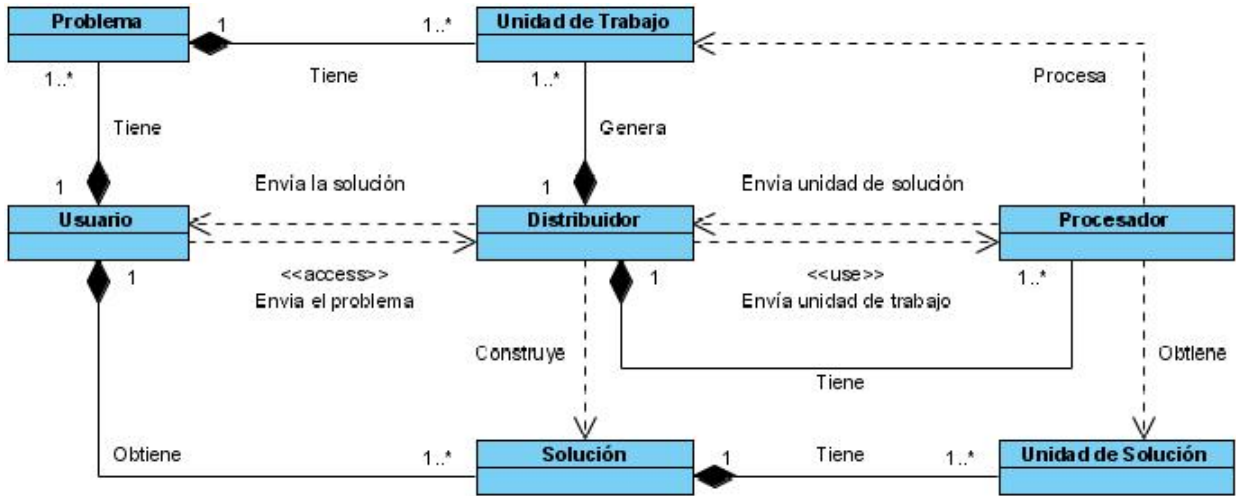 Problema
1
1..*
Unidad de Trabajo
1..*
Tiene
1..*
Procesa
Tiene
Genera
1
Envía la solución
1
Envía unidad de solución
Usuario
Distribuidor
Procesador
1
<<access>>
1
<<use>>
1..*
Envia el problema
Envía unidad de trabajo
Construye
Obtiene
Tiene
Obtiene
1..*
Solución
1
Tiene
1..*
Unidad de Solución